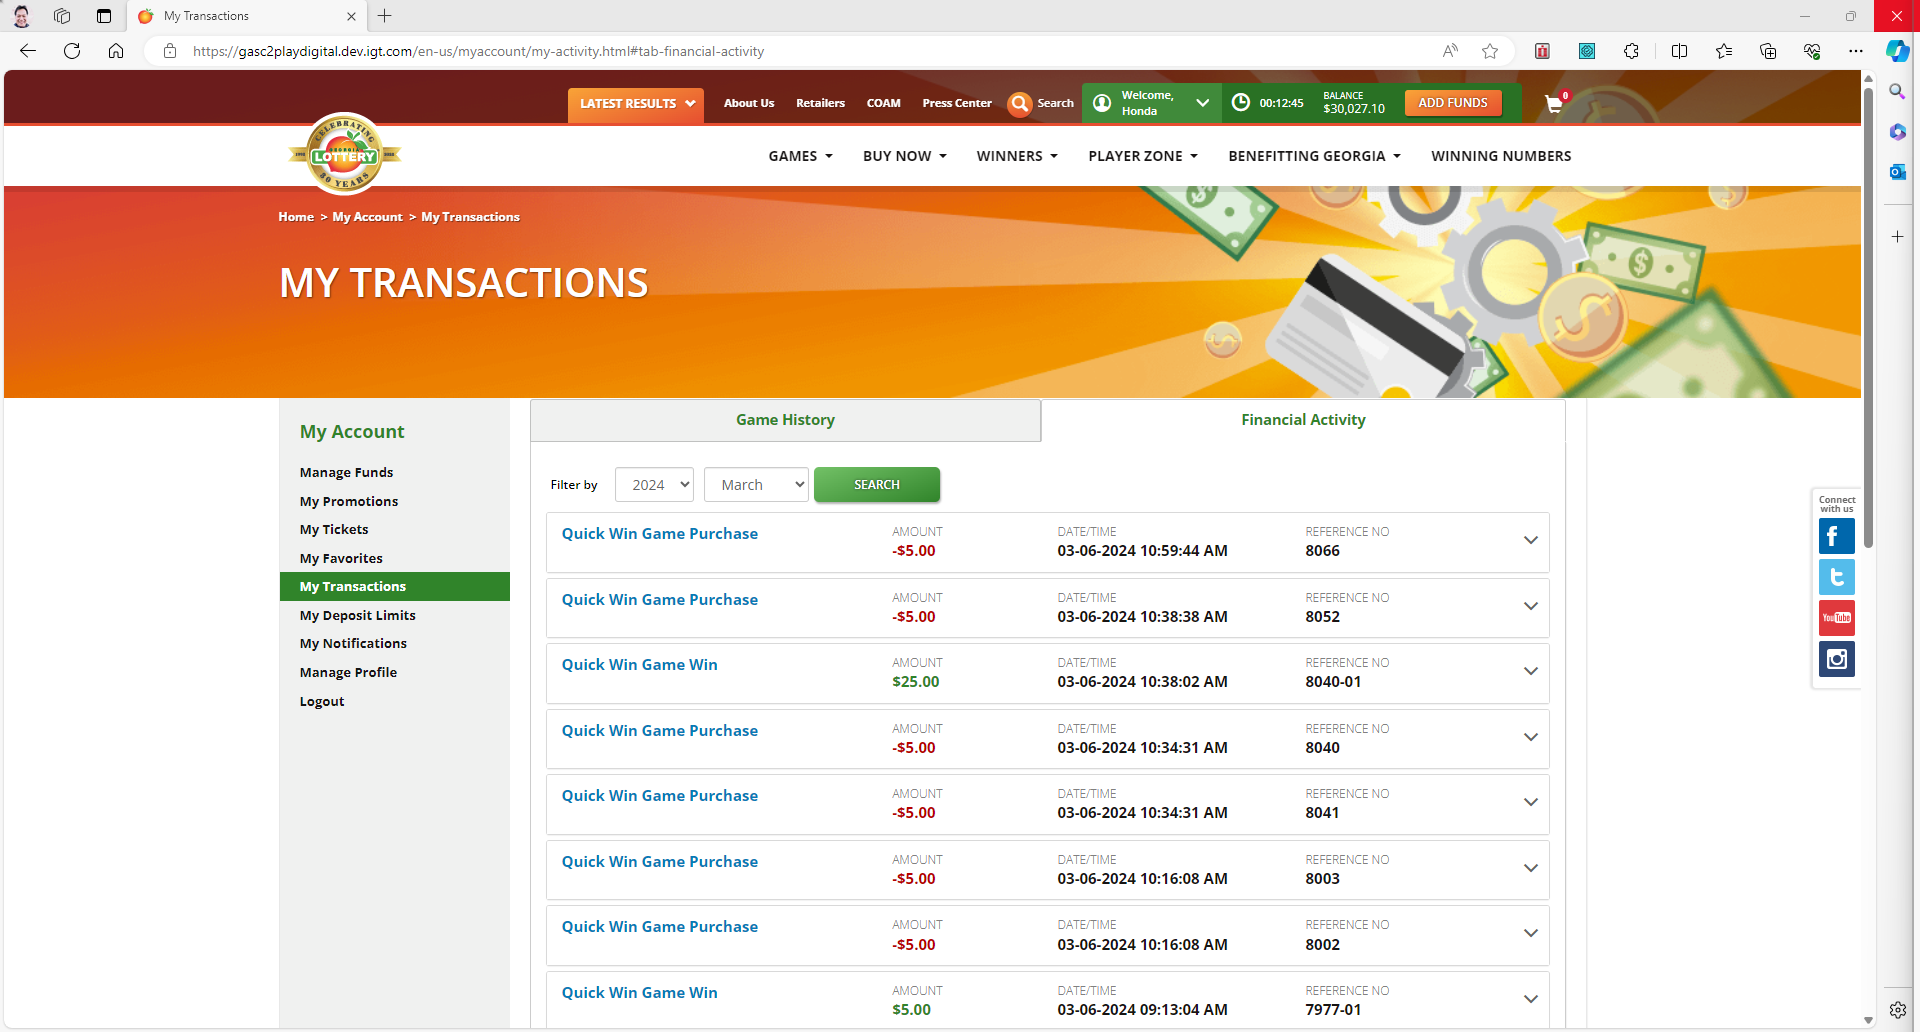 My Transactions
https://gasc2playdigital.dev.igt.com/en-us/myaccount/my-activity.html#tab-financial-activity
LATEST RESULTS
About Us
Retailers
COAM
Press Center
Search
Welcome,
Honda
00:12:45
BALANCE
$30,027.10
ADD FUNDS
0
CELEBRATING
GEORGIA
LOTTERY
30 YEARS
GAMES
BUY NOW
WINNERS
PLAYER ZONE
BENEFITTING GEORGIA
WINNING NUMBERS
Home > My Account > My Transactions
MY TRANSACTIONS
My Account
Manage Funds
My Promotions
My Tickets
My Favorites
My Transactions
My Deposit Limits
My Notifications
Manage Profile
Logout
Game History
Financial Activity
Filter by 2024 March SEARCH
Quick Win Game Purchase
AMOUNT
-$5.00
DATE/TIME
03-06-2024 10:59:44 AM
REFERENCE NO
8066
Quick Win Game Purchase
AMOUNT
-$5.00
DATE/TIME
03-06-2024 10:38:38 AM
REFERENCE NO
8052
Quick Win Game Win
AMOUNT
$25.00
DATE/TIME
03-06-2024 10:38:02 AM
REFERENCE NO
8040-01
Quick Win Game Purchase
AMOUNT
-$5.00
DATE/TIME
03-06-2024 10:34:31 AM
REFERENCE NO
8040
Quick Win Game Purchase
AMOUNT
-$5.00
DATE/TIME
03-06-2024 10:34:31 AM
REFERENCE NO
8041
Quick Win Game Purchase
AMOUNT
-$5.00
DATE/TIME
03-06-2024 10:16:08 AM
REFERENCE NO
8003
Quick Win Game Purchase
AMOUNT
-$5.00
DATE/TIME
03-06-2024 10:16:08 AM
REFERENCE NO
8002
Quick Win Game Win
AMOUNT
$5.00
DATE/TIME
03-06-2024 09:13:04 AM
REFERENCE NO
7977-01
Connect
with us
YouTube